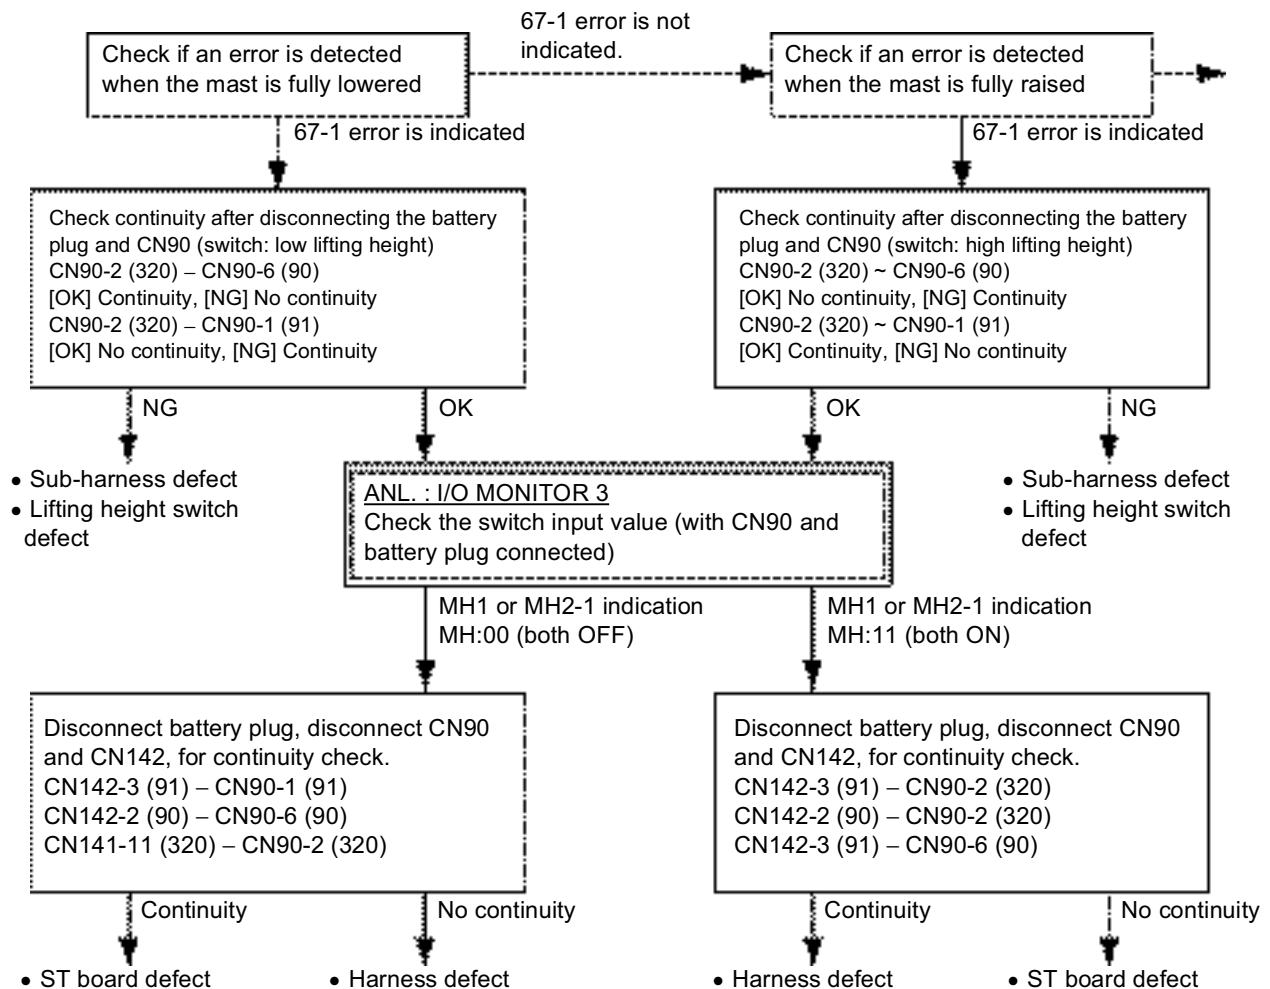 67-1 error is not
indicated.
Check if an error is detected
when the mast is fully lowered
Check if an error is detected
when the mast is fully raised
67-1 error is indicated
67-1 error is indicated
Check continuity after disconnecting the battery
plug and CN90 (switch: low lifting height)
CN90-2 (320) – CN90-6 (90)
[OK] Continuity, [NG] No continuity
CN90-2 (320) – CN90-1 (91)
[OK] No continuity, [NG] Continuity
Check continuity after disconnecting the battery
plug and CN90 (switch: high lifting height)
CN90-2 (320) ~ CN90-6 (90)
[OK] No continuity, [NG] Continuity
CN90-2 (320) ~ CN90-1 (91)
[OK] Continuity, [NG] No continuity
NG
OK
OK
NG
• Sub-harness defect
• Lifting height switch
defect
ANL. : I/O MONITOR 3
Check the switch input value (with CN90 and
battery plug connected)
• Sub-harness defect
• Lifting height switch
defect
MH1 or MH2-1 indication
MH:00 (both OFF)
MH1 or MH2-1 indication
MH:11 (both ON)
Disconnect battery plug, disconnect CN90
and CN142, for continuity check.
CN142-3 (91) – CN90-1 (91)
CN142-2 (90) – CN90-6 (90)
CN141-11 (320) – CN90-2 (320)
Disconnect battery plug, disconnect CN90
and CN142, for continuity check.
CN142-3 (91) – CN90-2 (320)
CN142-2 (90) – CN90-2 (320)
CN142-3 (91) – CN90-6 (90)
Continuity
No continuity
Continuity
No continuity
• ST board defect
• Harness defect
• Harness defect
• ST board defect